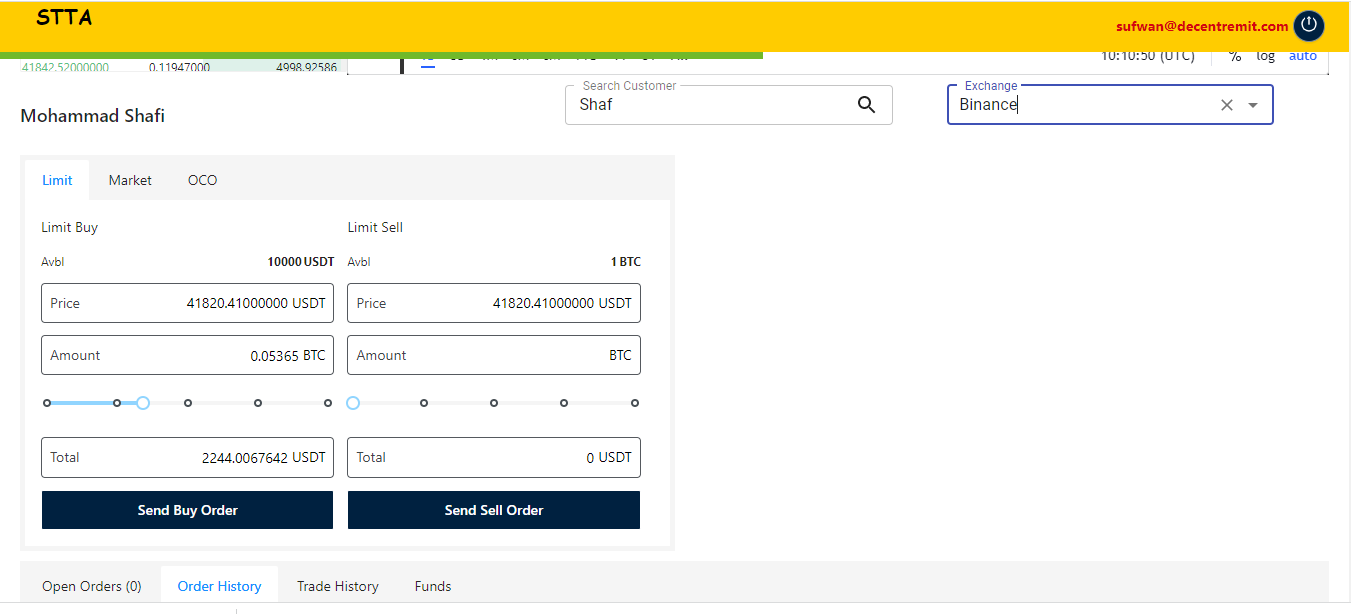 STTA
sufwan@decentremit.com
41842.52000000 0.11947000 4998.92586
10:10:50 (UTC) % log auto
Search Customer
Shaf
Exchange
Binance
Mohammad Shafi
Limit Market OCO
Limit Buy Limit Sell
Avbl 10000 USDT Avbl 1 BTC
Price 41820.41000000 USDT Price 41820.41000000 USDT
Amount 0.05365 BTC Amount BTC
Total 2244.0067642 USDT Total 0 USDT
Send Buy Order Send Sell Order
Open Orders (0) Order History Trade History Funds